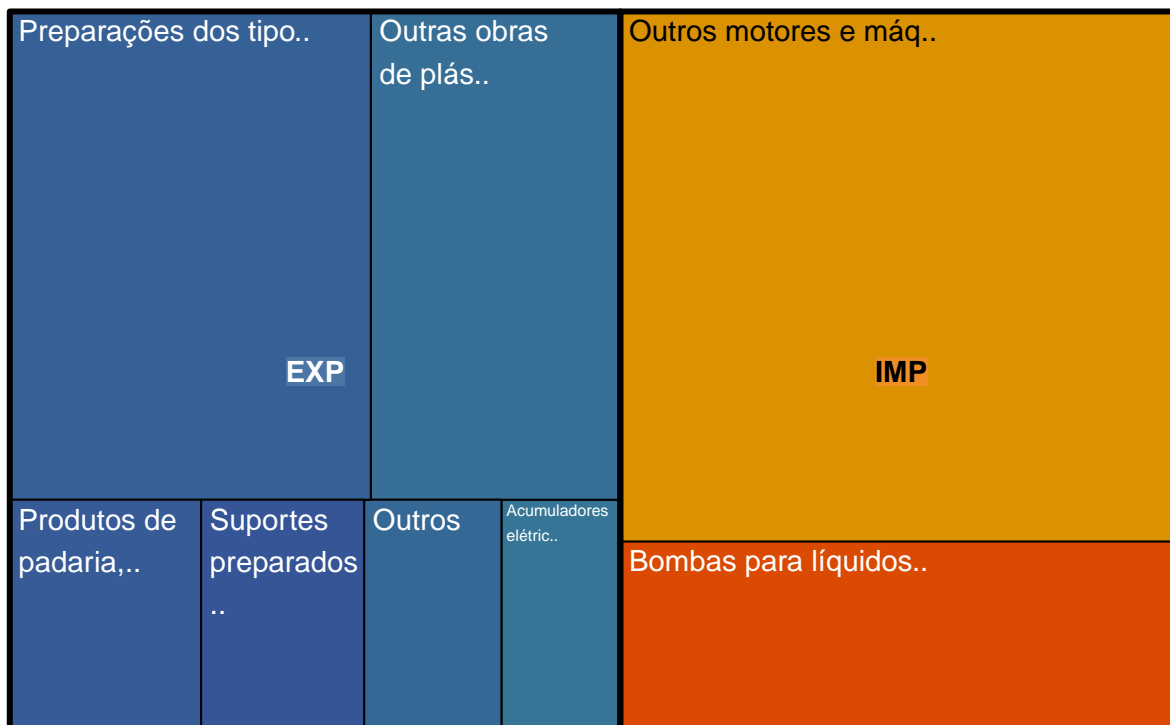 Preparações dos tipo..
Outras obras
de plás..
Outros motores e máq..
EXP
IMP
Produtos de
padaria,..
Suportes
preparados
..
Outros
Acumuladores
elétric..
Bombas para líquidos..